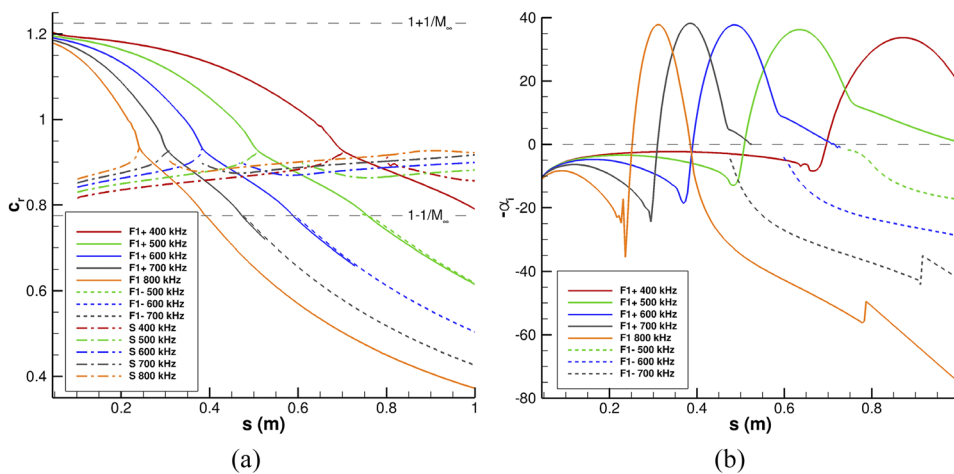 1+1/M∞
1-1/M∞
1.2
1
0.8
0.6
0.4
cr
0.2
0.4
0.6
0.8
1
s (m)
F1+ 400 kHz
F1+ 500 kHz
F1+ 600 kHz
F1+ 700 kHz
F1 800 kHz
F1- 500 kHz
F1- 600 kHz
F1- 700 kHz
S 400 kHz
S 500 kHz
S 600 kHz
S 700 kHz
S 800 kHz
(a)
40
20
0
-20
-40
-60
-80
-αi
0.2
0.4
0.6
0.8
s (m)
F1+ 400 kHz
F1+ 500 kHz
F1+ 600 kHz
F1+ 700 kHz
F1 800 kHz
F1- 500 kHz
F1- 600 kHz
F1- 700 kHz
(b)